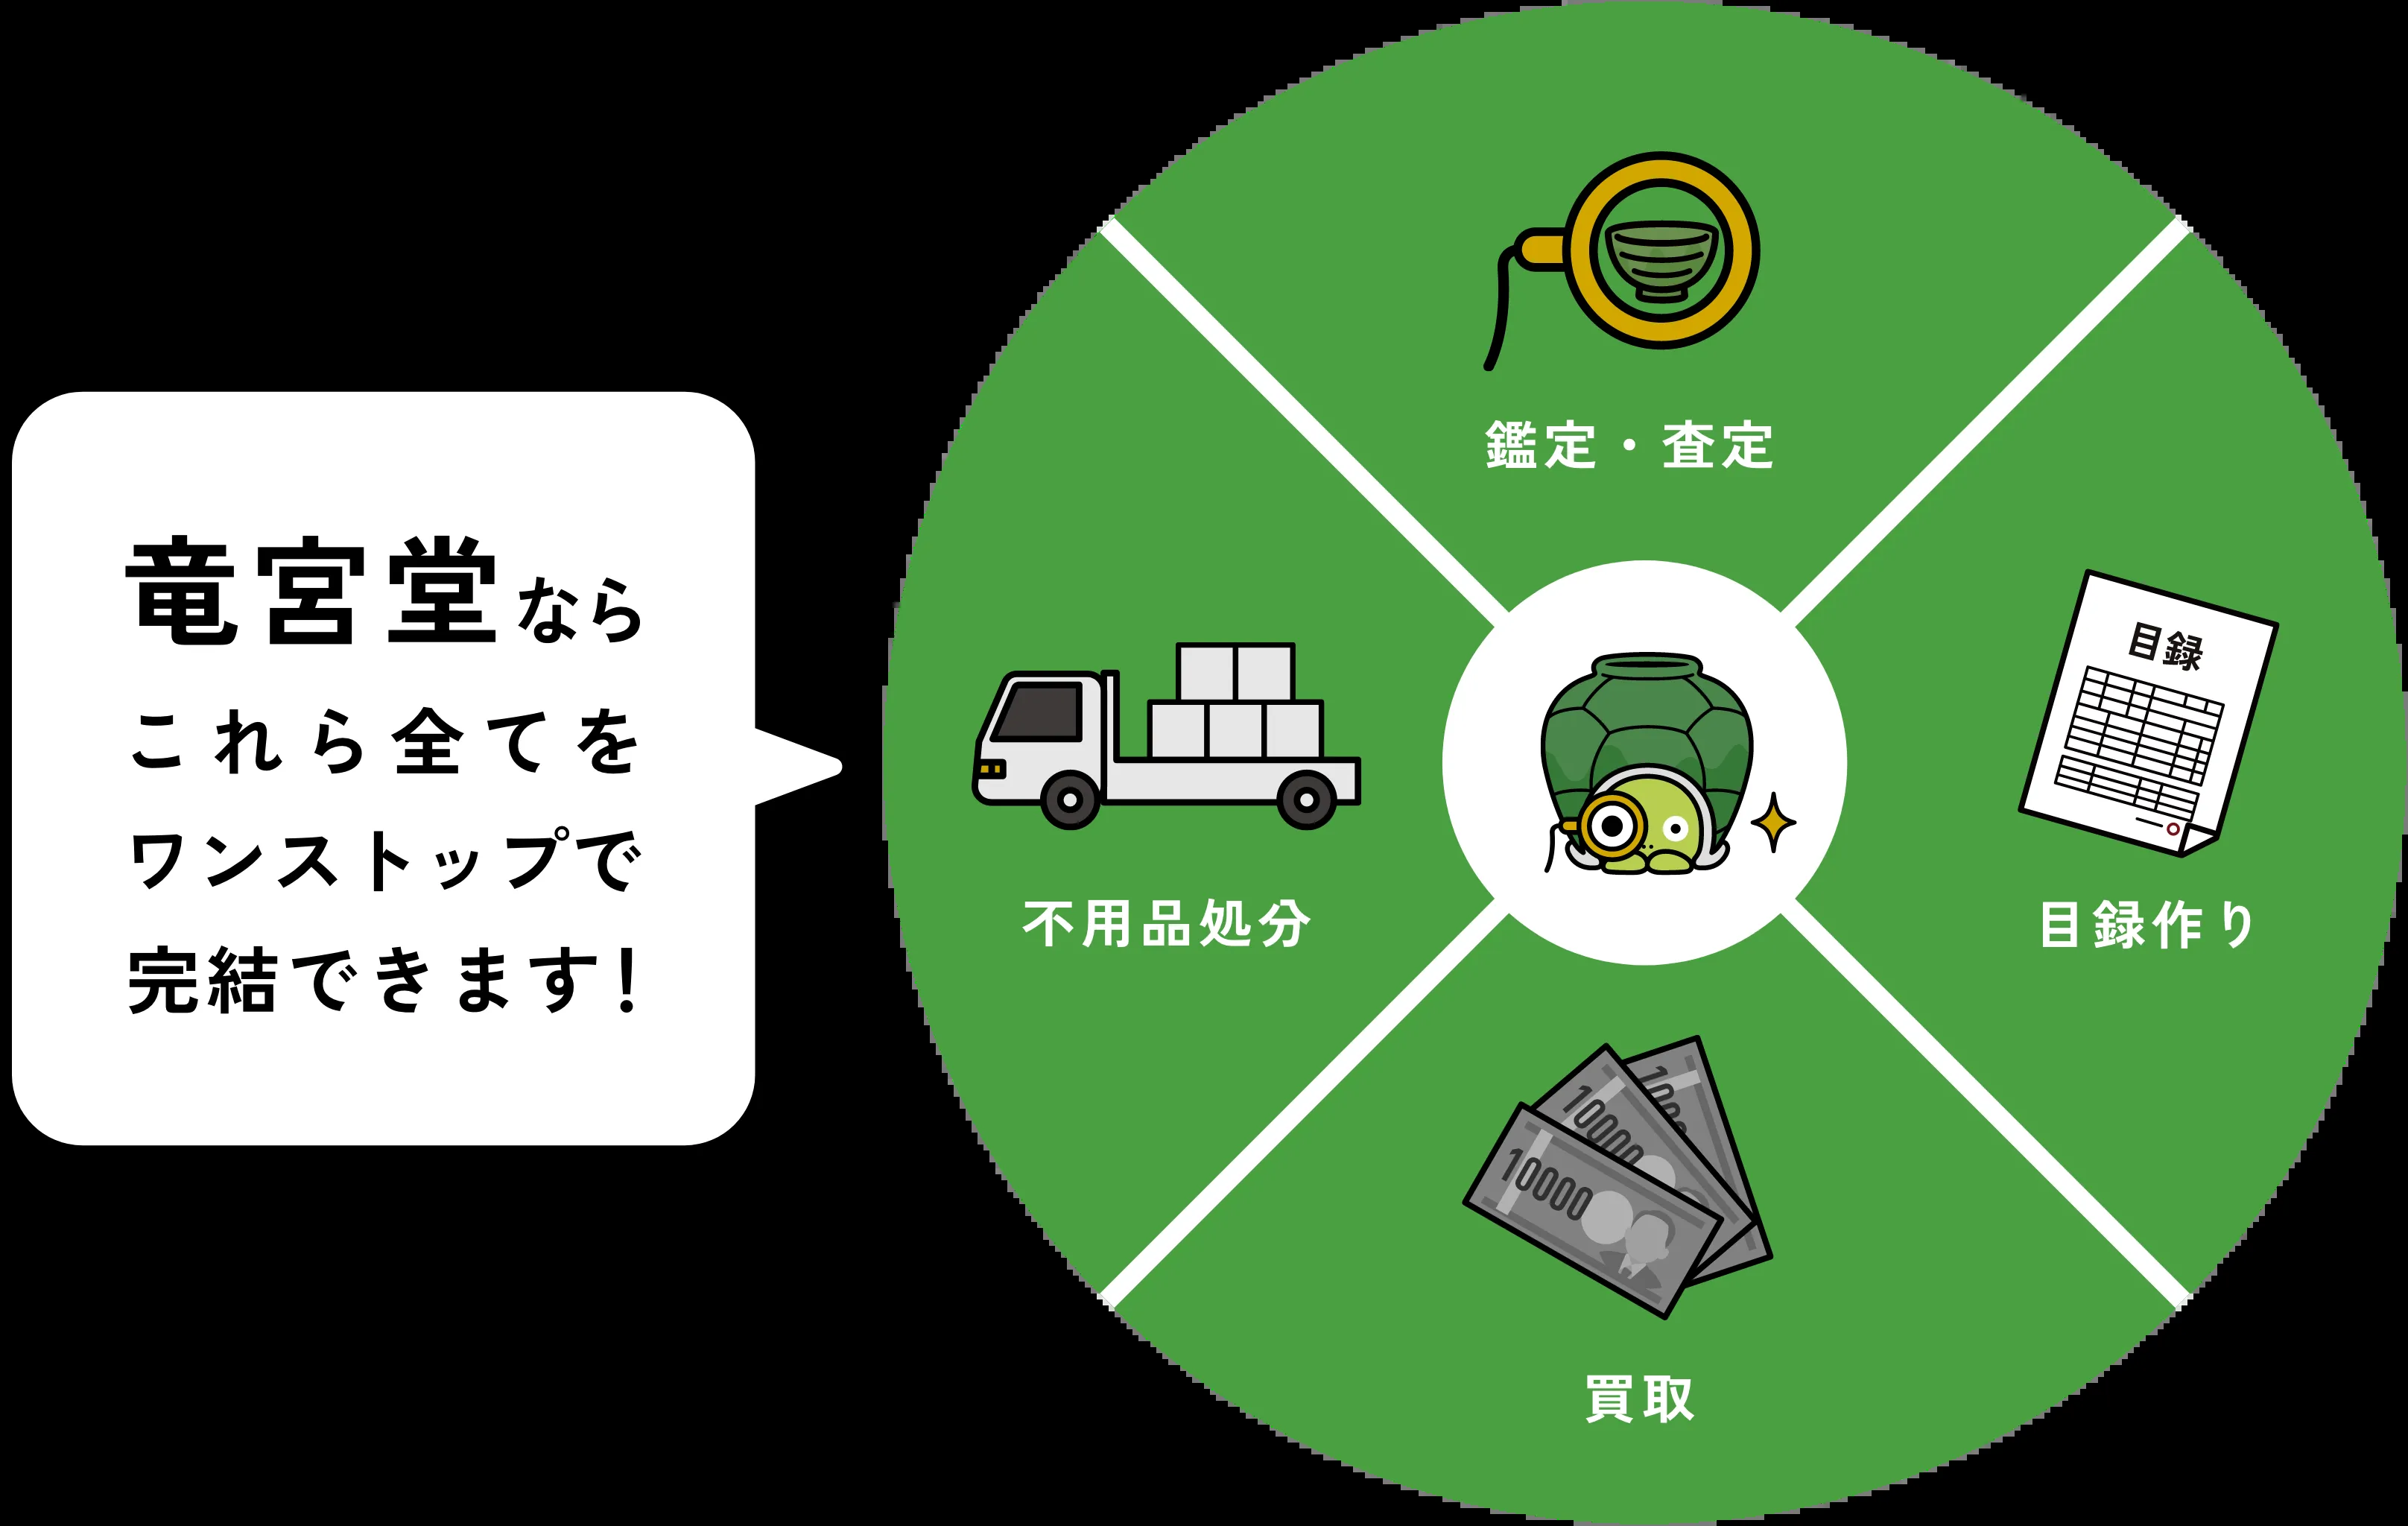 竜宮堂なら
これら全てを
ワンストップで
完結できます！
鑑定・査定
目録
目録作り
不用品処分
10000
10000
1000
買取